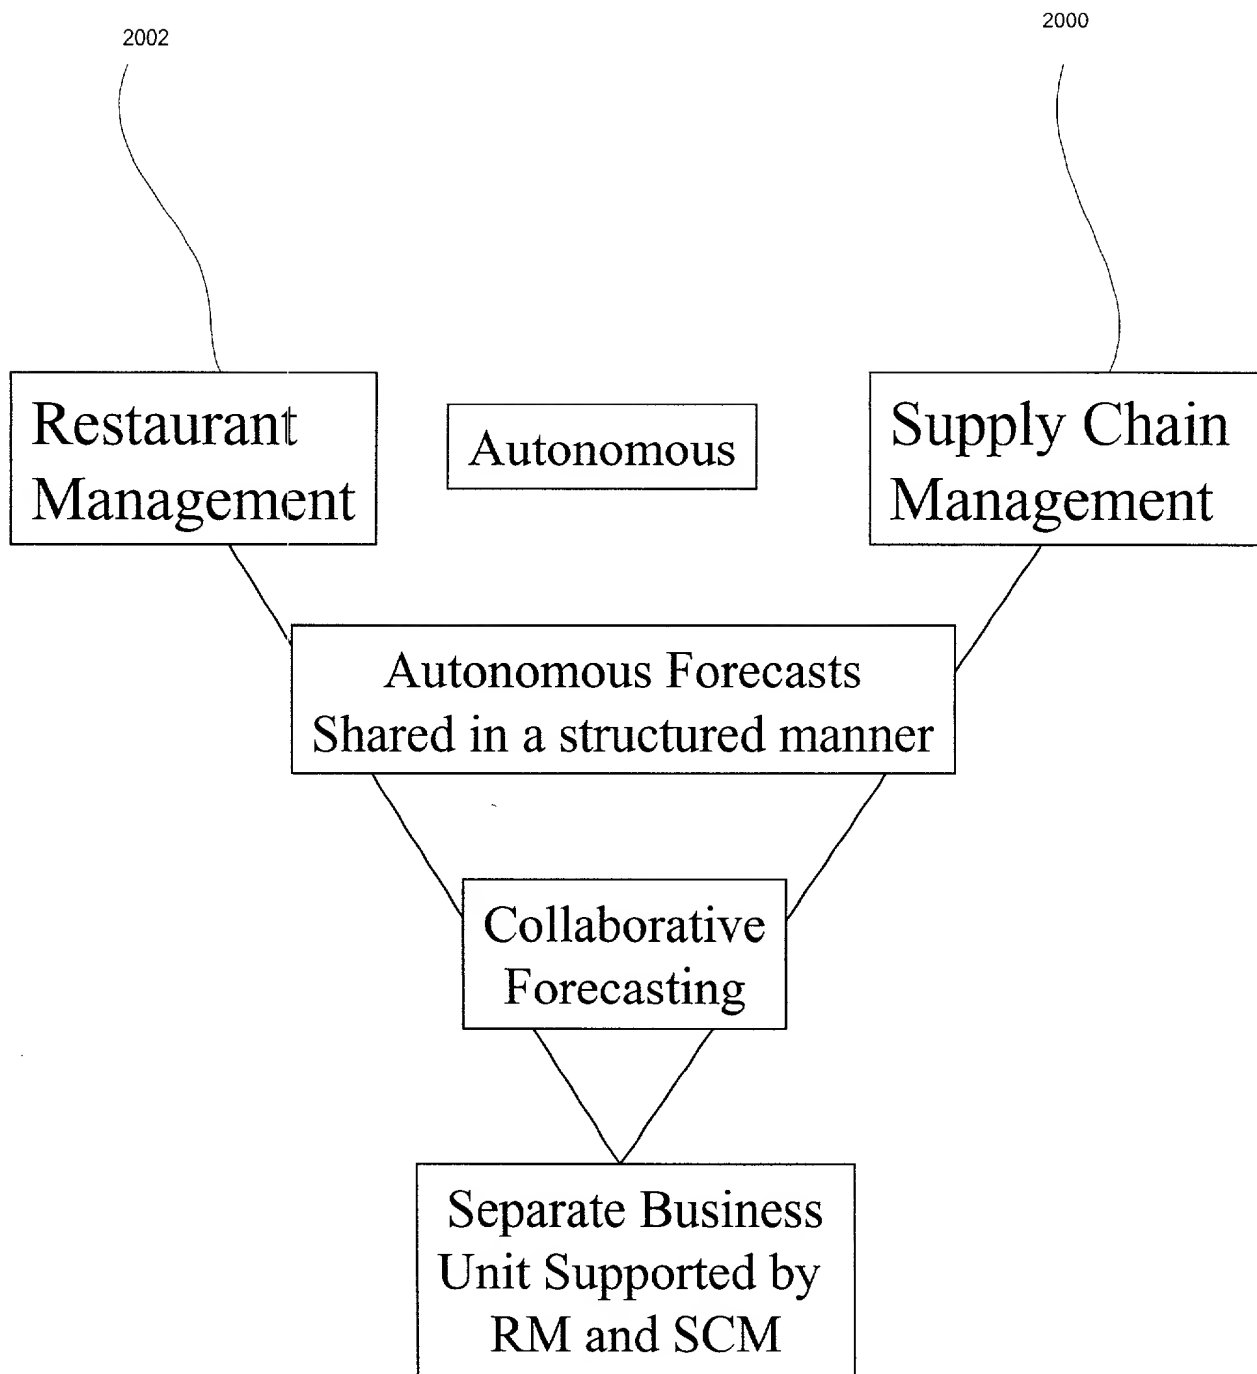 2002
2000
Restaurant
Management
Autonomous
Supply Chain
Management
Autonomous Forecasts
Shared in a structured manner
Collaborative
Forecasting
Separate Business
Unit Supported by
RM and SCM